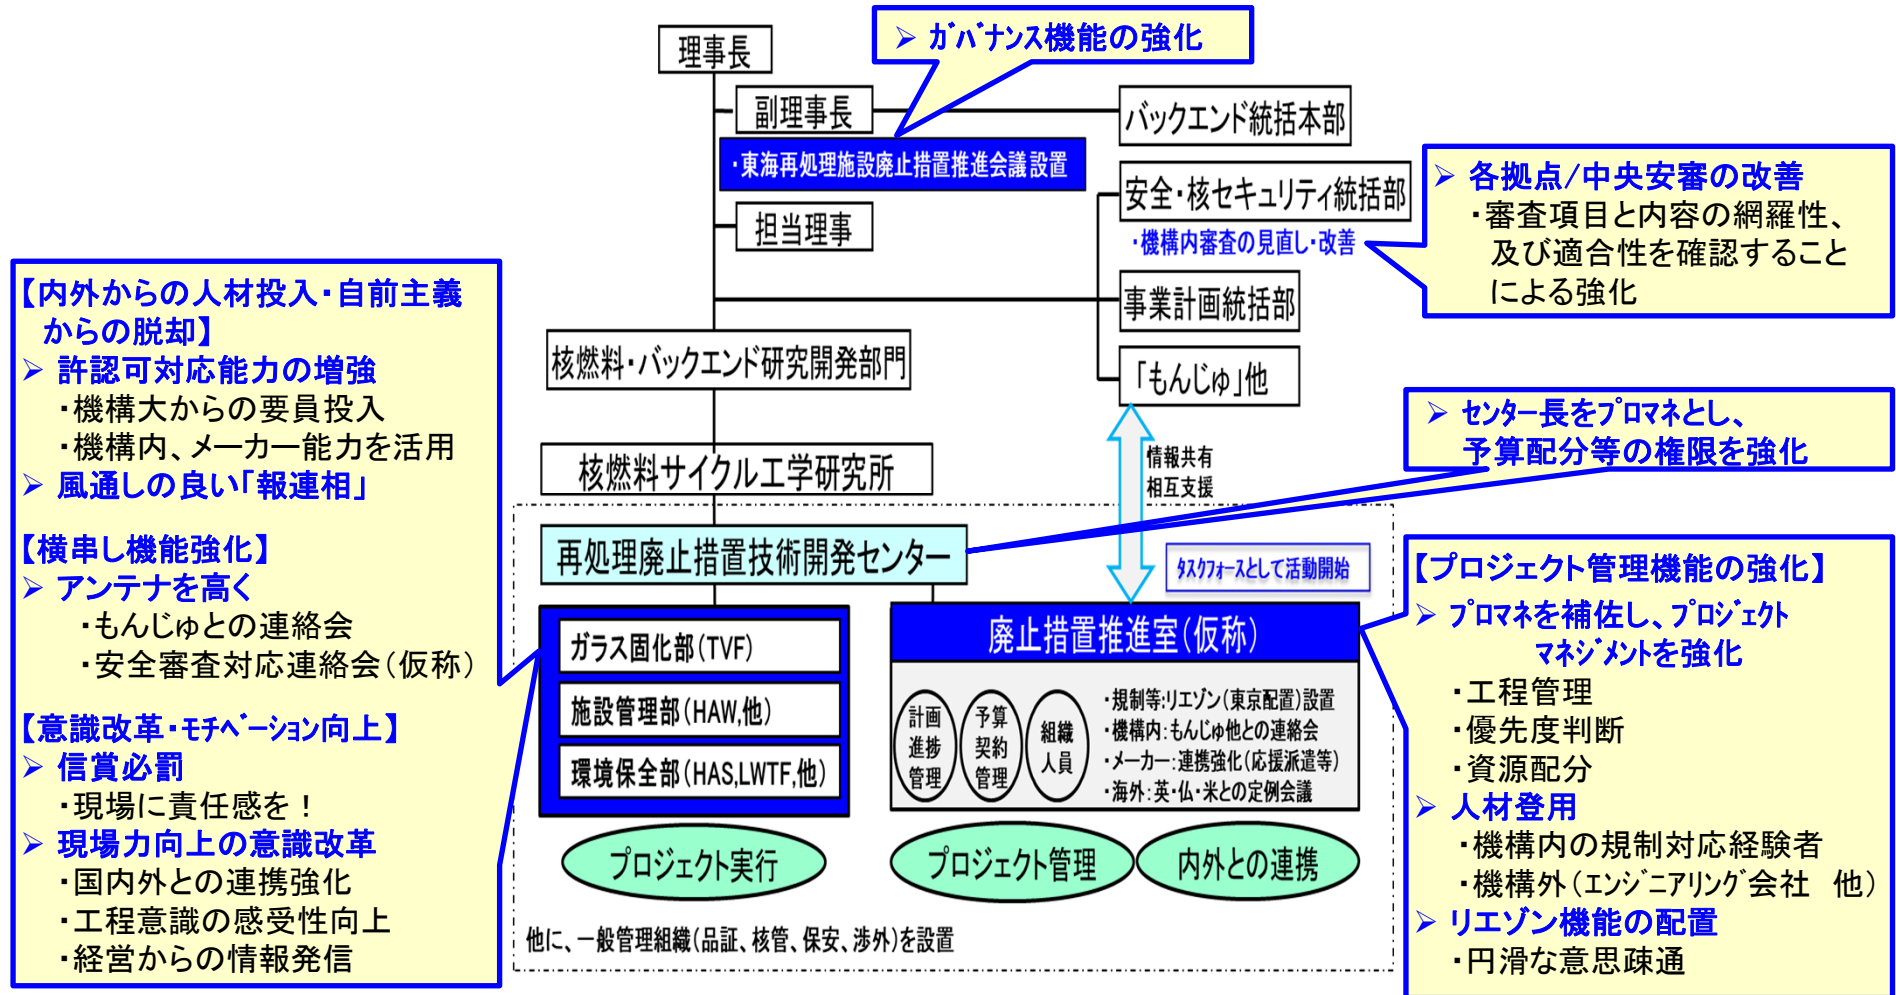 理事長
➢ ｶﾞﾊﾞﾅﾝｽ機能の強化
副理事長
バックエンド統括本部
・東海再処理施設廃止措置推進会議設置
担当理事
安全・核セキュリティ統括部
・機構内審査の見直し・改善
➢ 各拠点/中央安審の改善
・審査項目と内容の網羅性、
及び適合性を確認すること
による強化
事業計画統括部
核燃料・バックエンド研究開発部門
「もんじゅ」他
核燃料サイクル工学研究所
情報共有
相互支援
➢ ｾﾝﾀｰ長をﾌﾟﾛﾏﾈとし、
予算配分等の権限を強化
再処理廃止措置技術開発センター
ﾀｽｸﾌｫｰｽとして活動開始
【内外からの人材投入・自前主義
からの脱却】
➢ 許認可対応能力の増強
・機構大からの要員投入
・機構内、メーカー能力を活用
➢ 風通しの良い「報連相」
【横串し機能強化】
➢ アンテナを高く
・もんじゅとの連絡会
・安全審査対応連絡会（仮称）
【意識改革・ﾓﾁﾍﾞｰｼｮﾝ向上】
➢ 信賞必罰
・現場に責任感を！
➢ 現場力向上の意識改革
・国内外との連携強化
・工程意識の感受性向上
・経営からの情報発信
ガラス固化部（TVF）
施設管理部（HAW,他）
環境保全部（HAS,LWTF,他）
プロジェクト実行
廃止措置推進室（仮称）
計画
進捗
管理
予算
契約
管理
組織
人員
・規制等：リエゾン（東京配置）設置
・機構内：もんじゅ他との連絡会
・メーカー：連携強化（応援派遣等）
・海外：英・仏・米との定例会議
プロジェクト管理
内外との連携
他に、一般管理組織（品証、核管、保安、渉外）を設置
【プロジェクト管理機能の強化】
➢ ﾌﾟﾛﾏﾈを補佐し、ﾌﾟﾛｼﾞｪｸﾄ
ﾏﾈｼﾞﾒﾝﾄを強化
・工程管理
・優先度判断
・資源配分
➢ 人材登用
・機構内の規制対応経験者
・機構外（ｴﾝｼﾞﾆｱﾘﾝｸﾞ会社　他）
➢ リエゾン機能の配置
・円滑な意思疎通